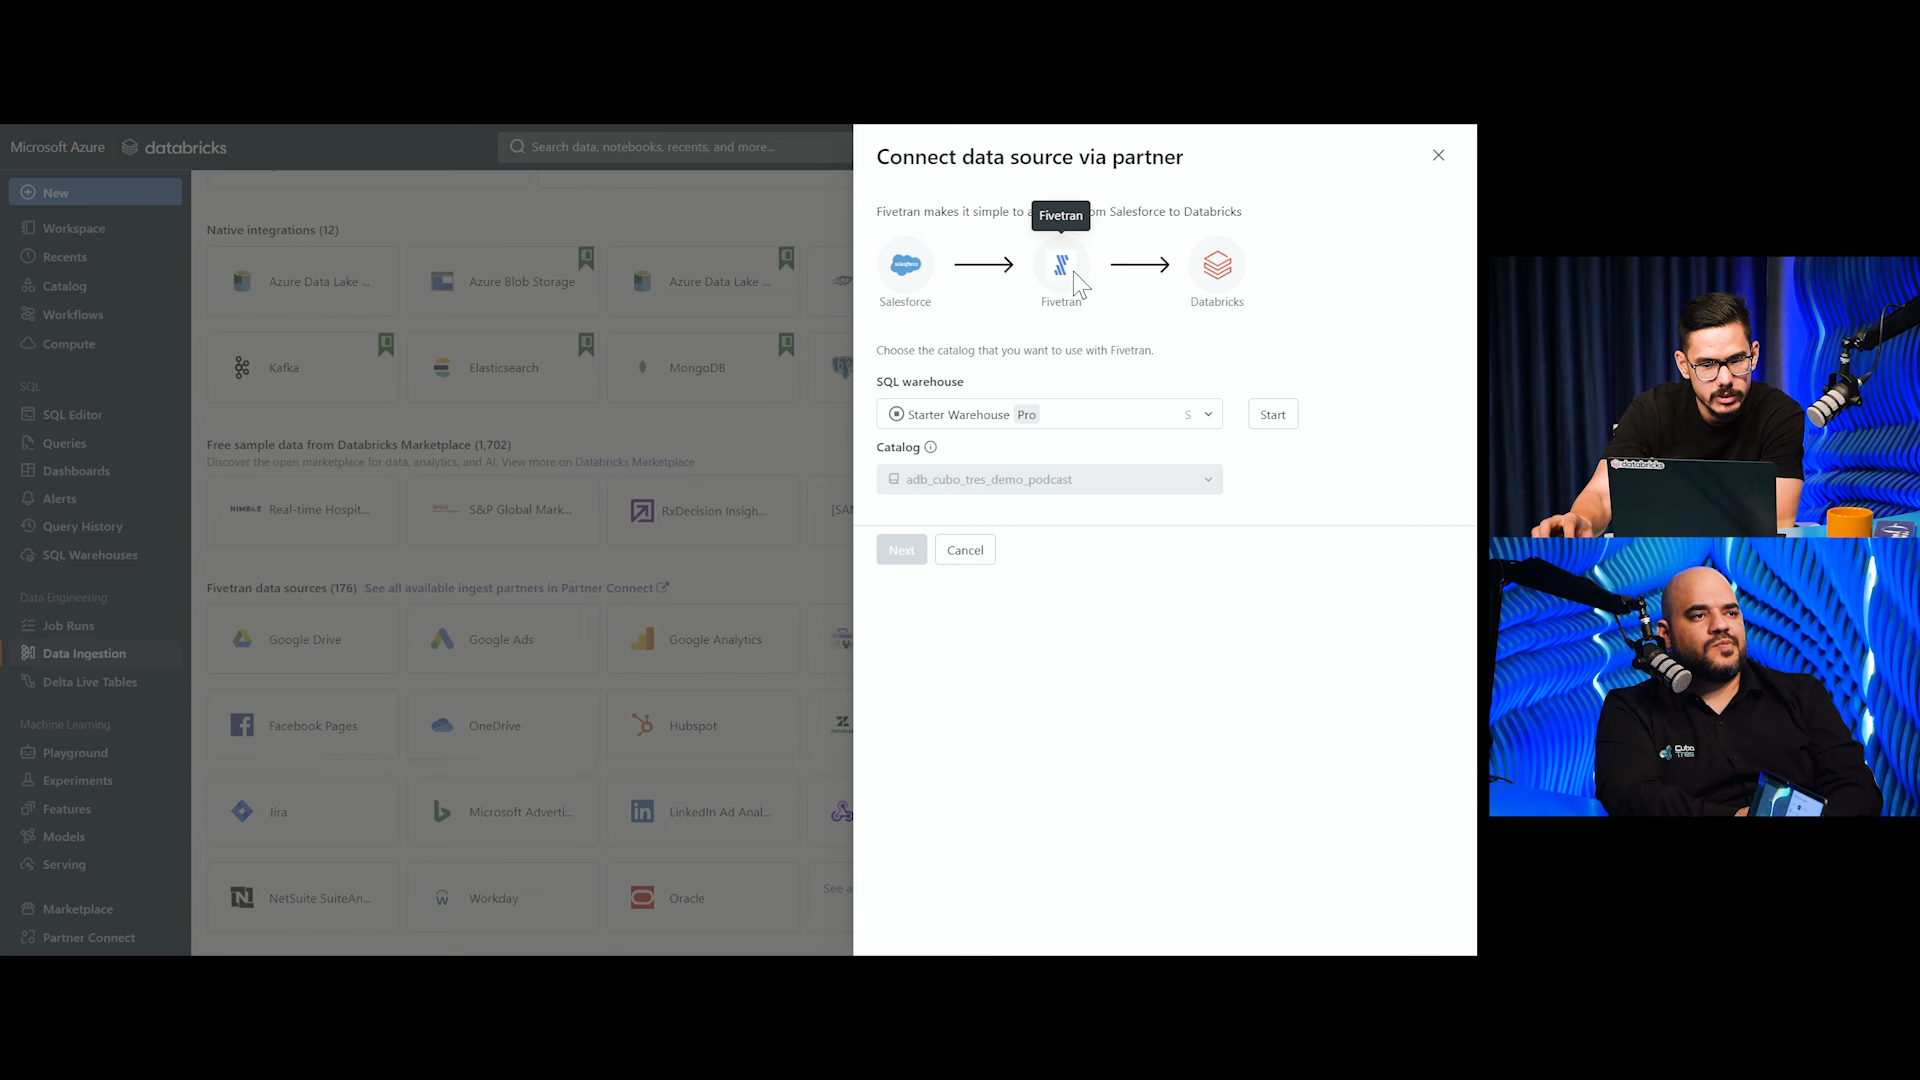 Microsoft Azure databricks
Search data, notebooks, recents, and more...
New
Workspace
Recents
Catalog
Workflows
Compute
SQL
SQL Editor
Queries
Dashboards
Alerts
Query History
SQL Warehouses
Data Engineering
Job Runs
Data Ingestion
Delta Live Tables
Machine Learning
Playground
Experiments
Features
Models
Serving
Marketplace
Partner Connect
Native integrations (12)
Azure Data Lake ...
Azure Blob Storage
Azure Data Lake ...
Kafka
Elasticsearch
MongoDB
Free sample data from Databricks Marketplace (1,702)
Discover the open marketplace for data, analytics, and AI. View more on Databricks Marketplace
NIMBLE Real-time Hospit...
S&P Global Mark...
RxDecision Insigh...
[SAN
Fivetran data sources (176) See all available ingest partners in Partner Connect
Google Drive
Google Ads
Google Analytics
Facebook Pages
OneDrive
Hubspot
Jira
Microsoft Adverti...
LinkedIn Ad Anal...
NetSuite SuiteAn...
Workday
Oracle
See a
Connect data source via partner
Fivetran makes it simple to a om Salesforce to Databricks
Fivetran
salesforce
Salesforce
Fivetran
Databricks
Choose the catalog that you want to use with Fivetran.
SQL warehouse
Starter Warehouse Pro S
Start
Catalog
adb_cubo_tres_demo_podcast
Next
Cancel
databricks
Cubo
Três